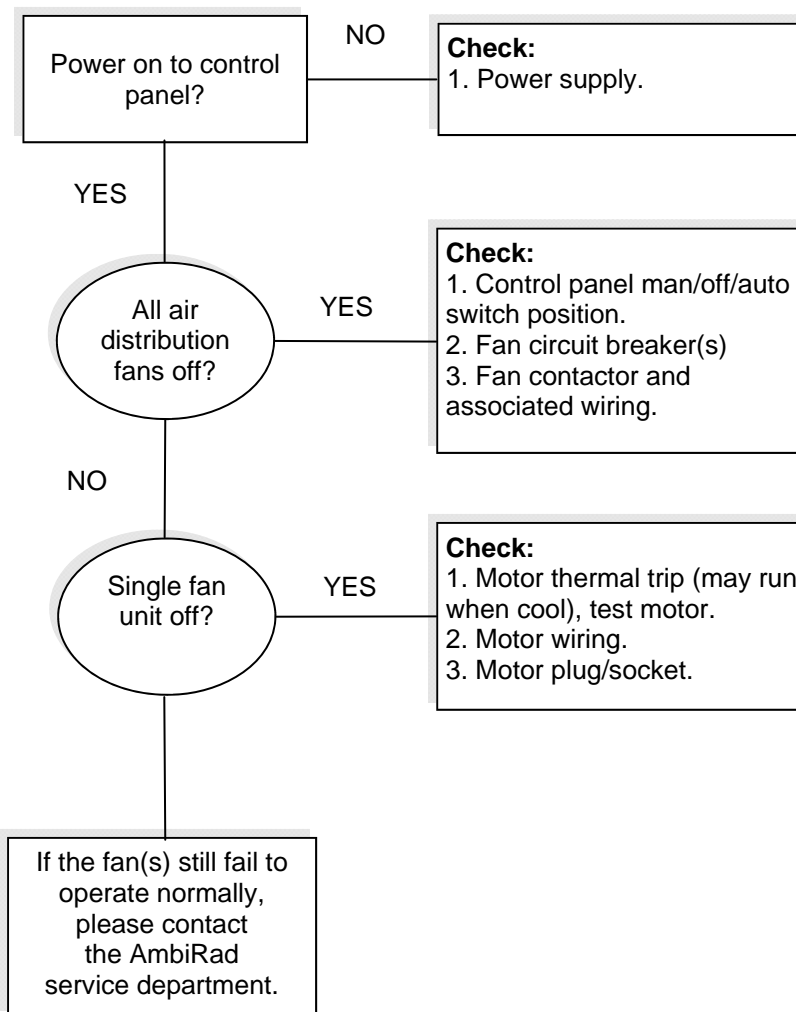 Power on to control
panel?
NO
Check:
1. Power supply.
YES
All air
distribution
fans off?
YES
Check:
1. Control panel man/off/auto
switch position.
2. Fan circuit breaker(s)
3. Fan contactor and
associated wiring.
NO
Single fan
unit off?
YES
Check:
1. Motor thermal trip (may run
when cool), test motor.
2. Motor wiring.
3. Motor plug/socket.
If the fan(s) still fail to
operate normally,
please contact
the AmbiRad
service department.